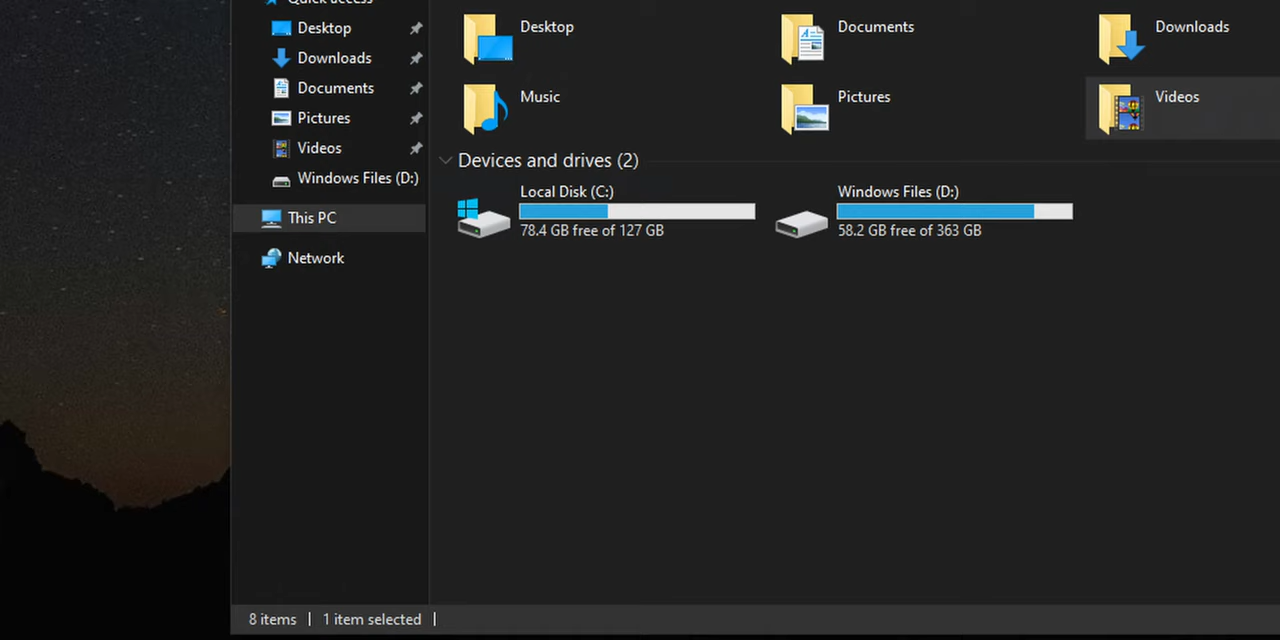 Quick access
Desktop
Downloads
Documents
Pictures
Videos
Windows Files (D:)
This PC
Network
Desktop
Documents
Downloads
Music
Pictures
Videos
Devices and drives (2)
Local Disk (C:)
78.4 GB free of 127 GB
Windows Files (D:)
58.2 GB free of 363 GB
8 items
1 item selected